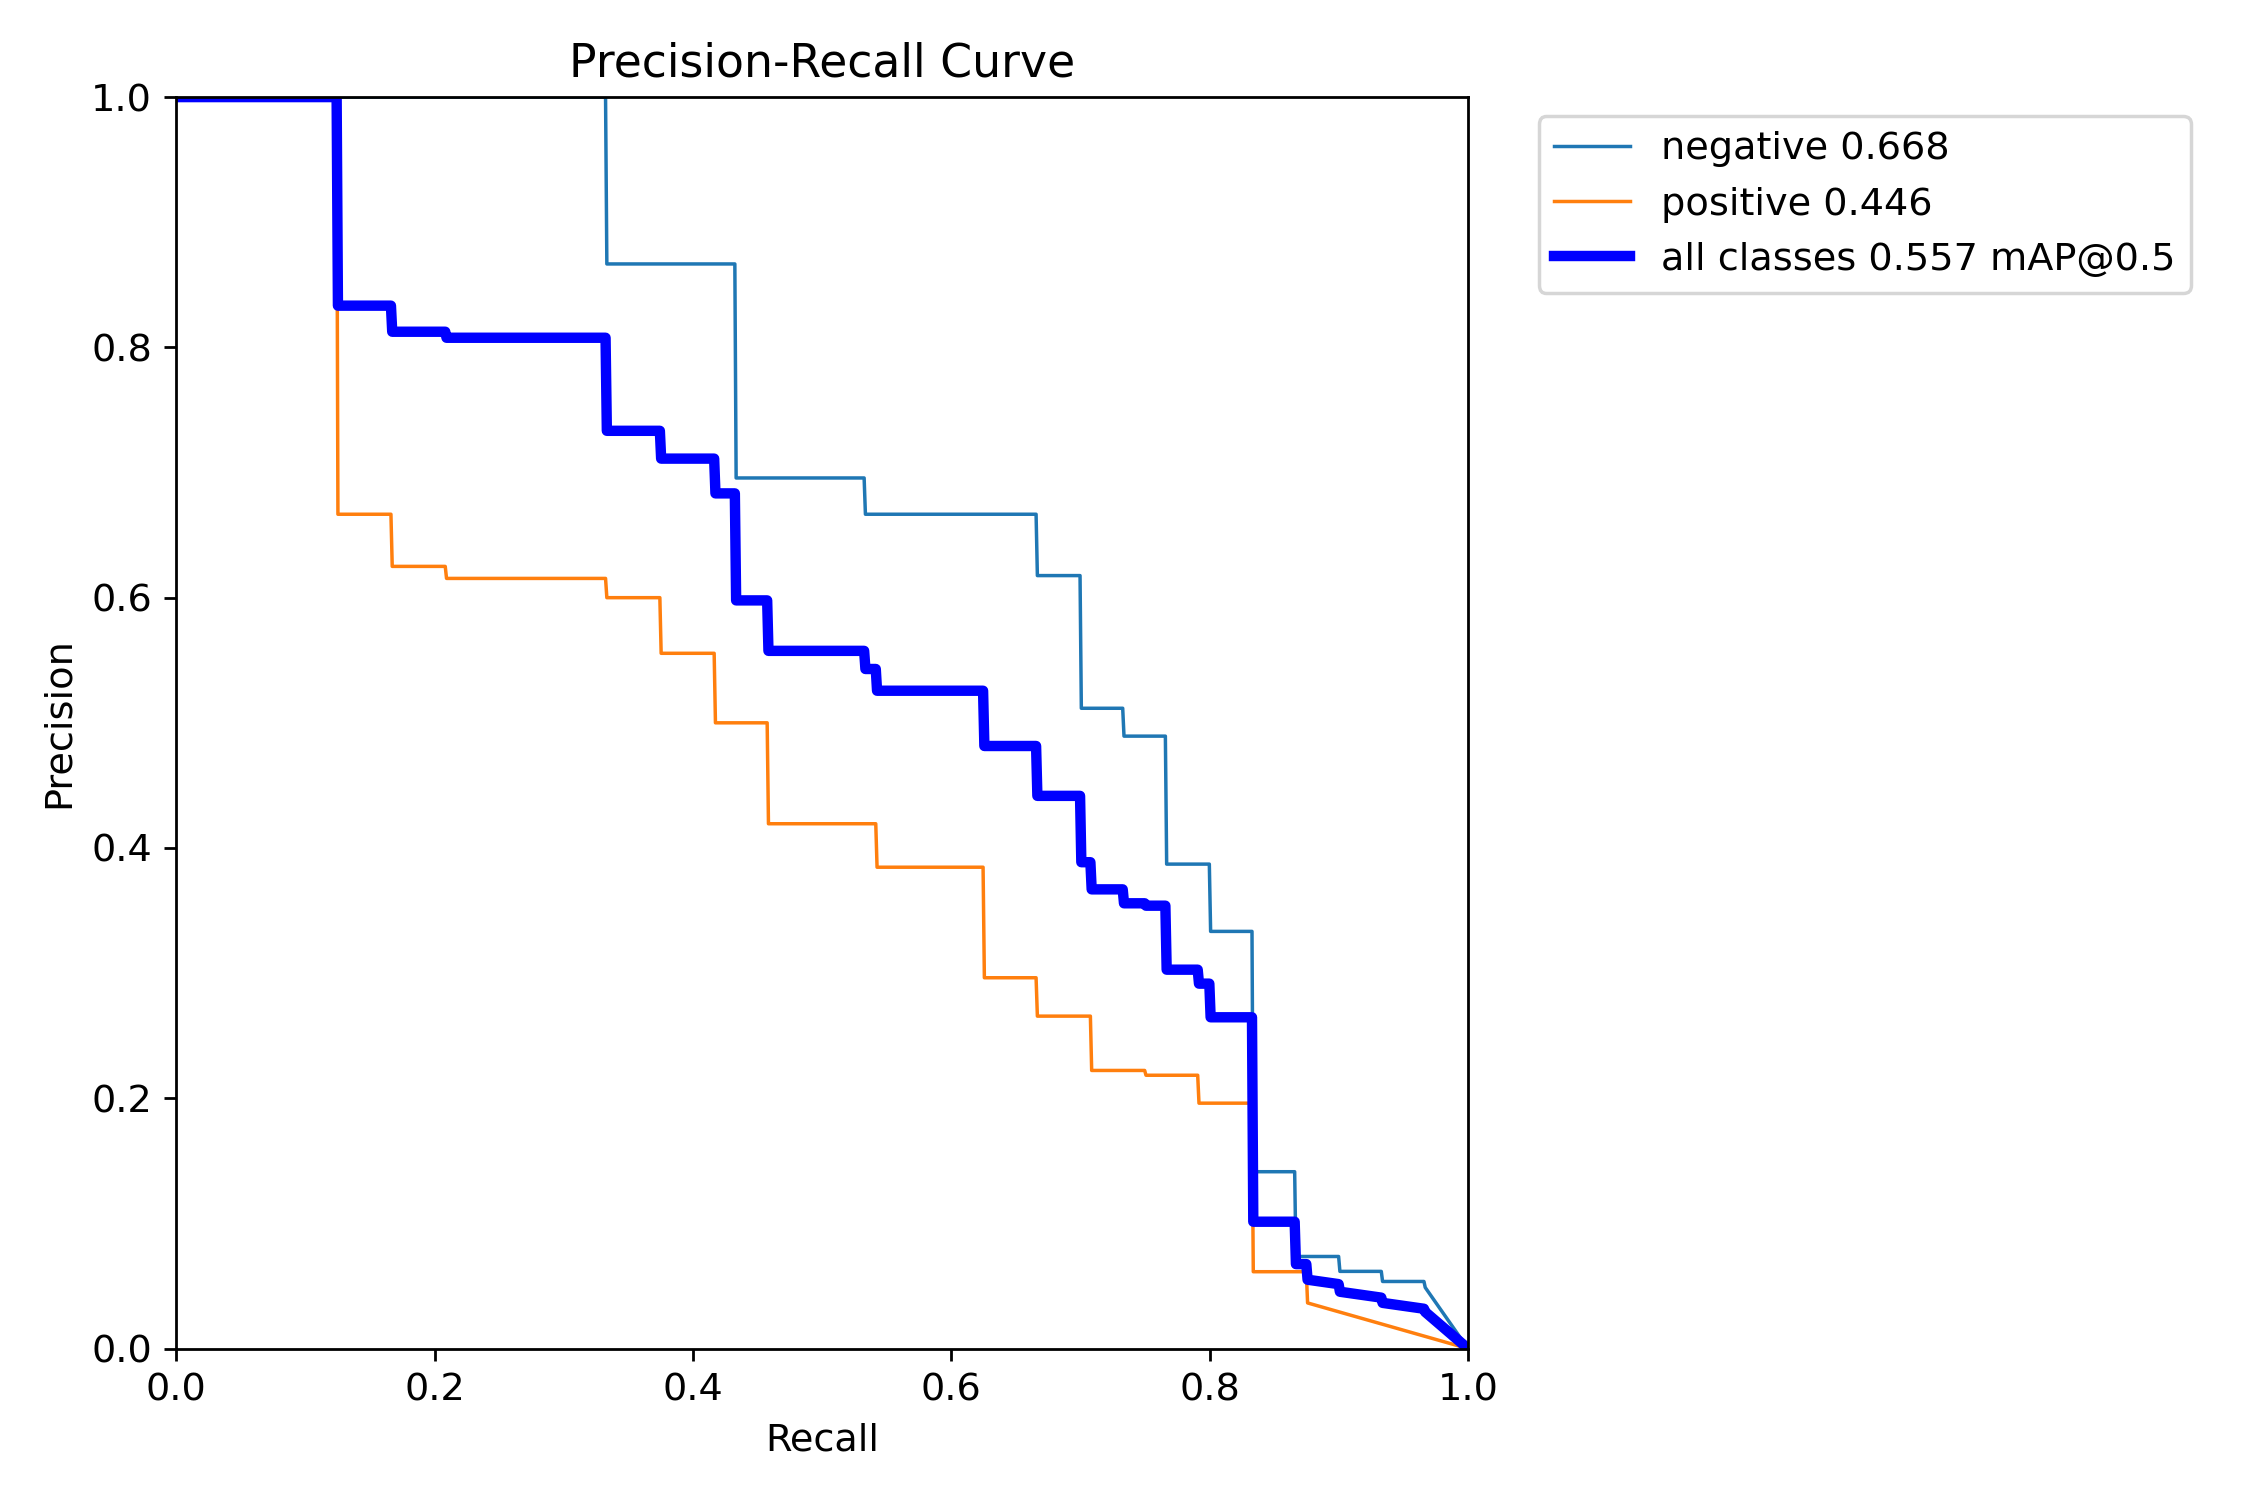 Precision-Recall Curve
1.0
0.8
0.6
0.4
0.2
0.0
Precision
0.0 0.2 0.4 0.6 0.8 1.0
Recall
negative 0.668
positive 0.446
all classes 0.557 mAP@0.5